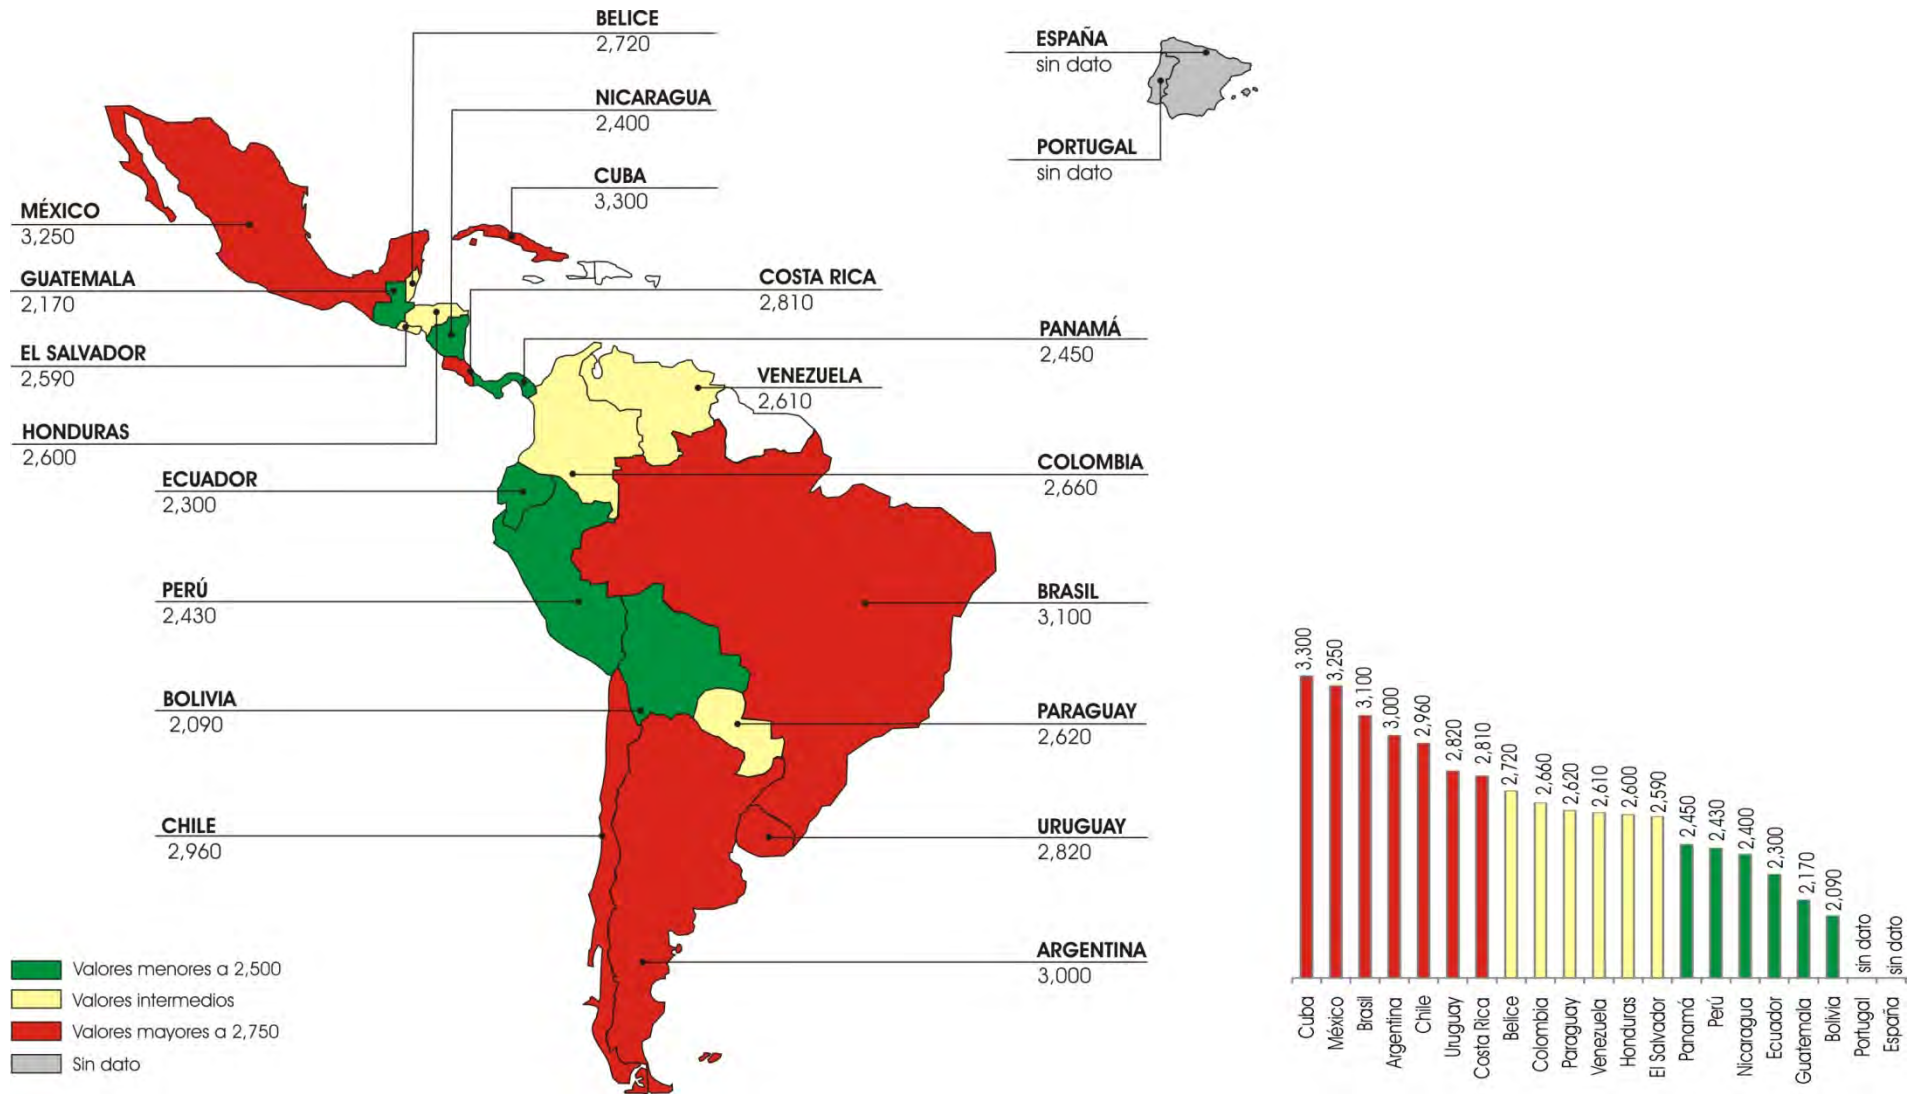 BELICE
2,720
NICARAGUA
2,400
CUBA
3,300
ESPAÑA
sin dato
PORTUGAL
sin dato
MÉXICO
3,250
GUATEMALA
2,170
EL SALVADOR
2,590
HONDURAS
2,600
COSTA RICA
2,810
PANAMÁ
2,450
VENEZUELA
2,610
COLOMBIA
2,660
ECUADOR
2,300
PERÚ
2,430
BRASIL
3,100
BOLIVIA
2,090
PARAGUAY
2,620
CHILE
2,960
URUGUAY
2,820
ARGENTINA
3,000
Valores menores a 2,500
Valores intermedios
Valores mayores a 2,750
Sin dato
3,300
3,250
3,100
3,000
2,960
2,820
2,810
2,720
2,660
2,620
2,610
2,600
2,590
2,450
2,430
2,400
2,300
2,170
2,090
sin dato
sin dato
Cuba
México
Brasil
Argentina
Chile
Uruguay
Costa Rica
Belice
Colombia
Paraguay
Venezuela
Honduras
El Salvador
Panamá
Perú
Nicaragua
Ecuador
Guatemala
Bolivia
Portugal
España